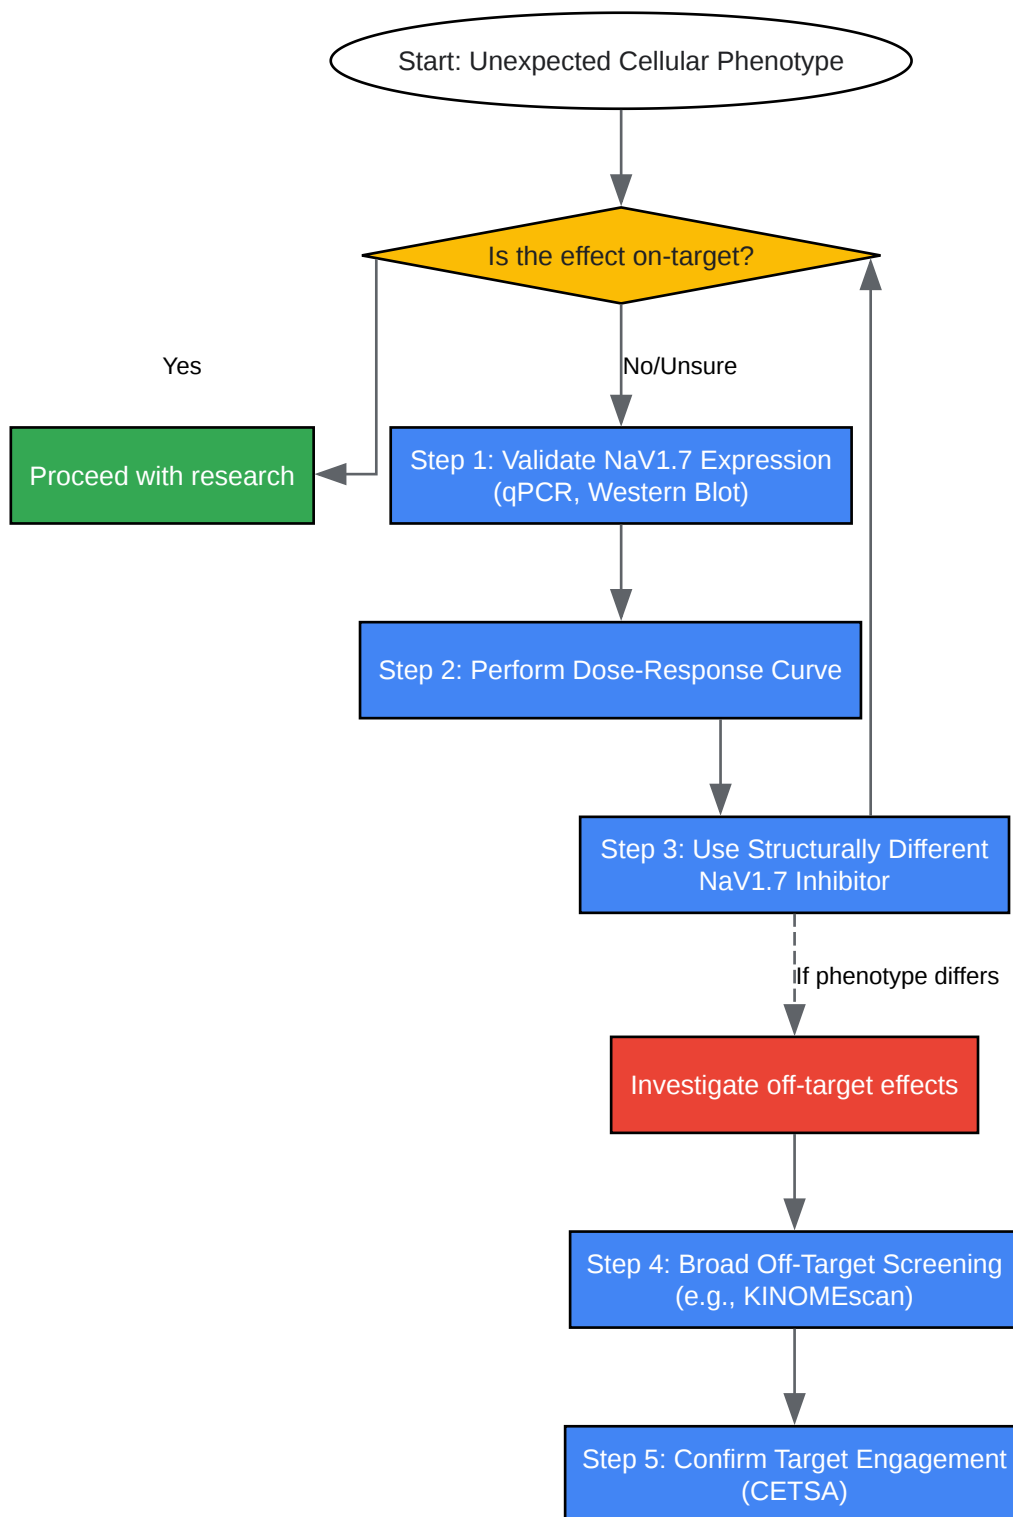 Start: Unexpected Cellular Phenotype
Is the effect on-target?
Yes
No/Unsure
Proceed with research
Step 1: Validate NaV1.7 Expression
(qPCR, Western Blot)
Step 2: Perform Dose-Response Curve
Step 3: Use Structurally Different
NaV1.7 Inhibitor
If phenotype differs
Investigate off-target effects
Step 4: Broad Off-Target Screening
(e.g., KINOMEscan)
Step 5: Confirm Target Engagement
(CETSA)